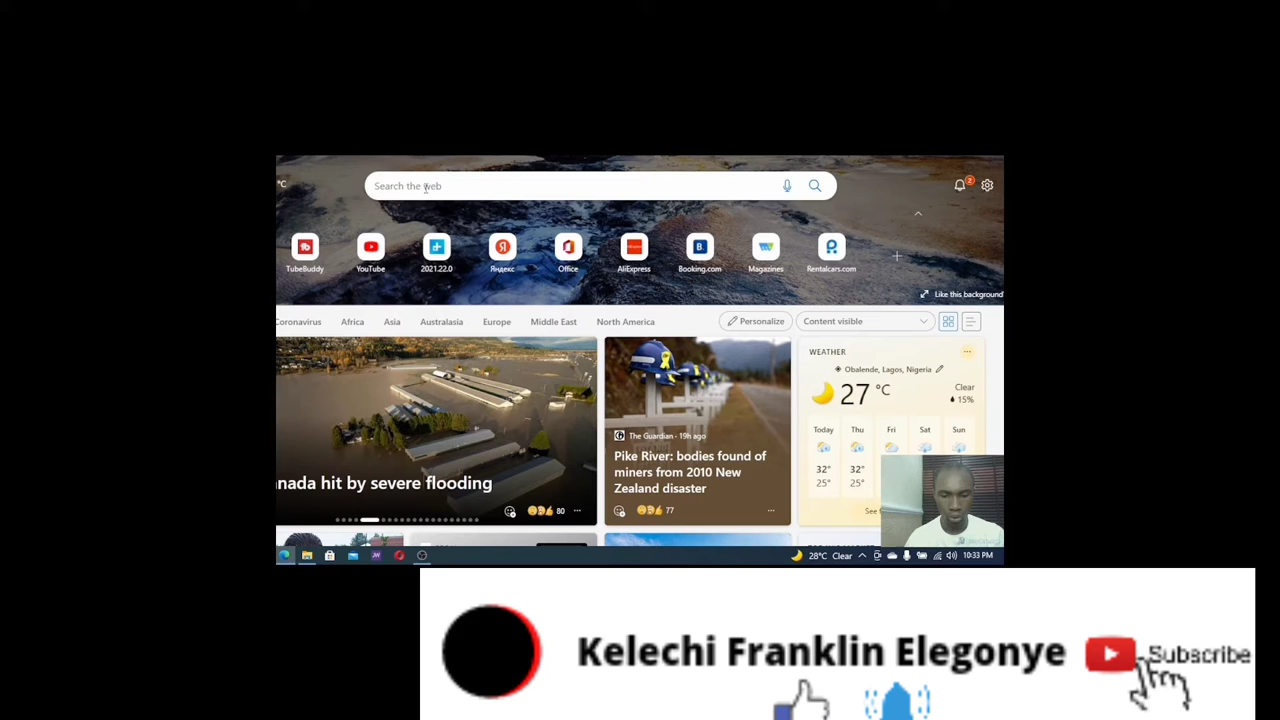 °C
Search the web
2
TubeBuddy
YouTube
2021.22.0
Яндекс
Office
AliExpress
Booking.com
Magazines
Rentalcars.com
Like this background
oronavirus
Africa
Asia
Australasia
Europe
Middle East
North America
Personalize
Content visible
nada hit by severe flooding
80
The Guardian - 19h ago
Pike River: bodies found of
miners from 2010 New
Zealand disaster
77
WEATHER
Obalende, Lagos, Nigeria
27 °C
Clear
15%
Today
Thu
Fri
Sat
Sun
32°
32°
25°
25°
See f
28°C Clear
10:33 PM
Kelechi Franklin Elegonye
Subscribe